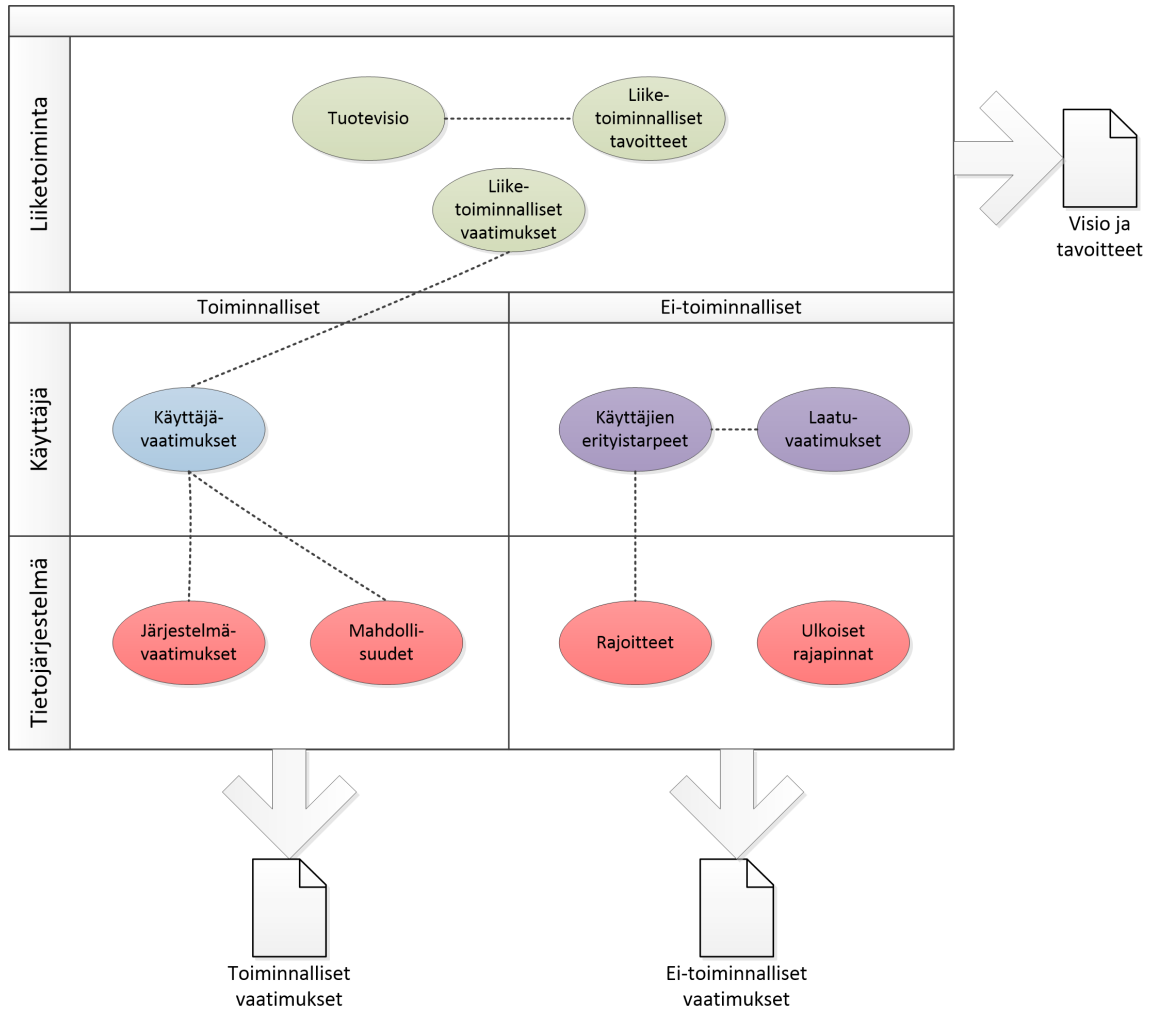 Liiketoiminta
Tuotevisio
Liike-
toiminnalliset
tavoitteet
Liike-
toiminnalliset
vaatimukset
Visio ja
tavoitteet
Toiminnalliset
Ei-toiminnalliset
Käyttäjä
Käyttäjä-
vaatimukset
Käyttäjien
erityistarpeet
Laatu-
vaatimukset
Tietojärjestelmä
Järjestelmä-
vaatimukset
Mahdolli-
suudet
Rajoitteet
Ulkoiset
rajapinnat
Toiminnalliset
vaatimukset
Ei-toiminnalliset
vaatimukset